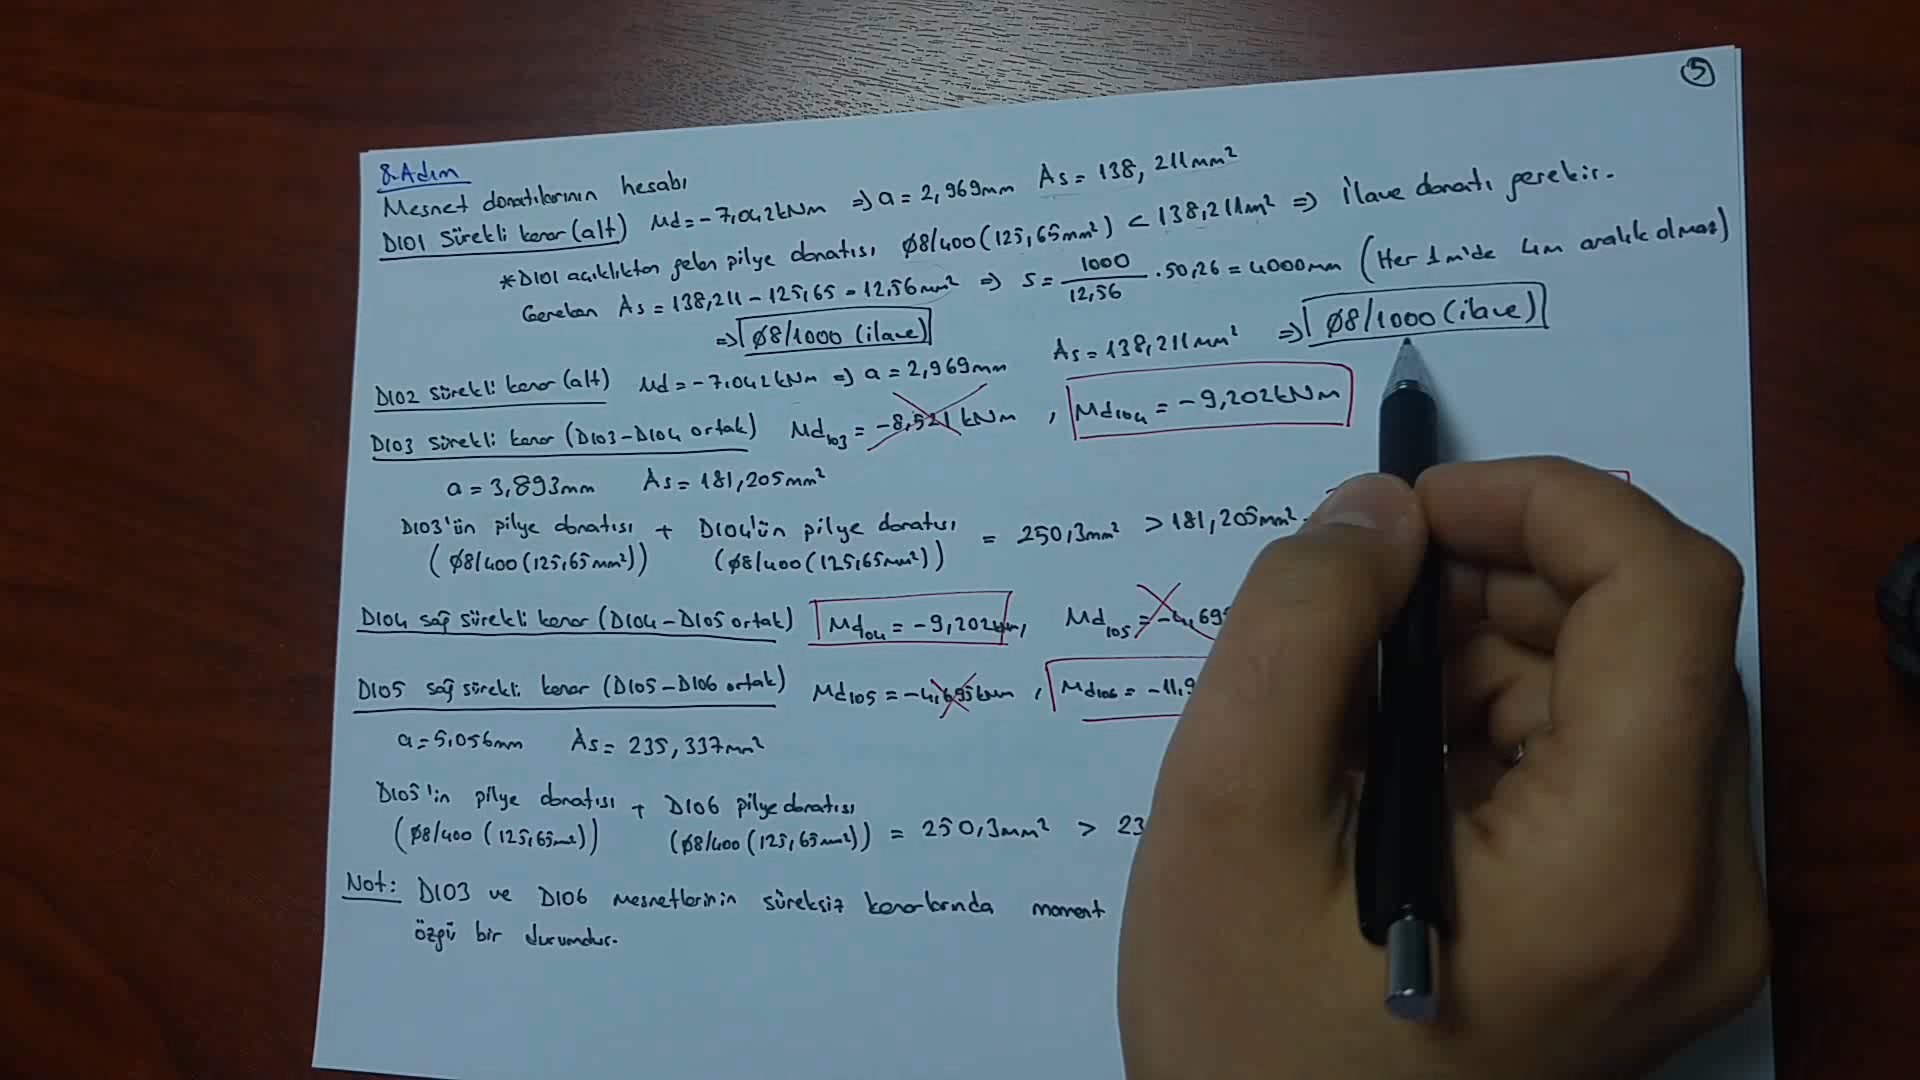 5
8.Adım
Mesnet donatılarının hesabı
D101 Sürekli kenar (alt) Md = -7,042kNm => a = 2,969mm As = 138,211mm²
*D101 açıklıktan gelen pilye donatısı, ø8/400 (125,65mm²) < 138,211mm² => İlave donatı gerekir.
Gereken As = 138,211 - 125,65 = 12,56mm² => s = 1000/12,56 . 50,26 = 4000mm (Her 1m'de 4m aralık olmaz)
=> ø8/1000 (ilave)
D102 sürekli kenar (alt) Md = -7,042kNm => a = 2,969mm As = 138,211mm² => ø8/1000 (ilave)
D103 sürekli kenar (D103-D104 ortak) Md103 = -8,521kNm , Md104 = -9,202kNm
a = 3,893mm As = 181,205mm²
D103'ün pilye donatısı + D104'ün pilye donatısı = 250,3mm² > 181,205mm²
(ø8/400 (125,65mm²)) (ø8/400 (125,65mm²))
D104 sağ sürekli kenar (D104-D105 ortak) Md104 = -9,202kNm, Md105 = -4,69
D105 sağ sürekli kenar (D105-D106 ortak) Md105 = -4,695kNm , Md106 = -11,9
a = 5,056mm As = 235,337mm²
D105'in pilye donatısı + D106 pilye donatısı
(ø8/400 (125,65mm²)) (ø8/400 (125,65mm²)) = 250,3mm² > 23
Not: D103 ve D106 mesnetlerinin süreksiz kenarlarında moment
özgü bir durumdur.